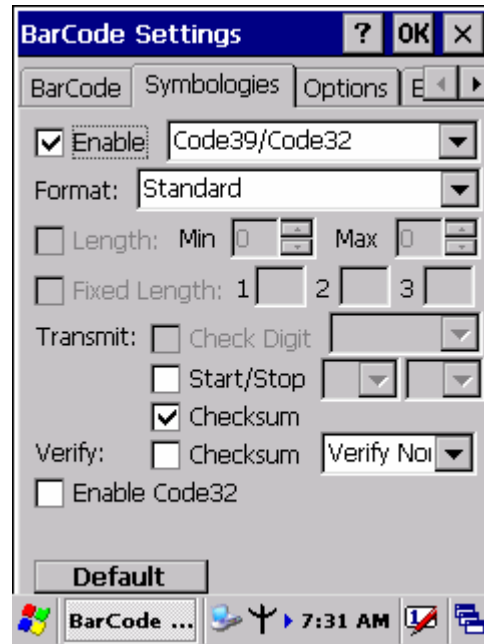 BarCode Settings ? OK ×
BarCode Symbologies Options E
Enable Code39/Code32
Format: Standard
Length: Min 0 Max 0
Fixed Length: 1 2 3
Transmit: Check Digit
Start/Stop
Checksum
Verify: Checksum Verify Nor
Enable Code32
Default
BarCode ... 7:31 AM